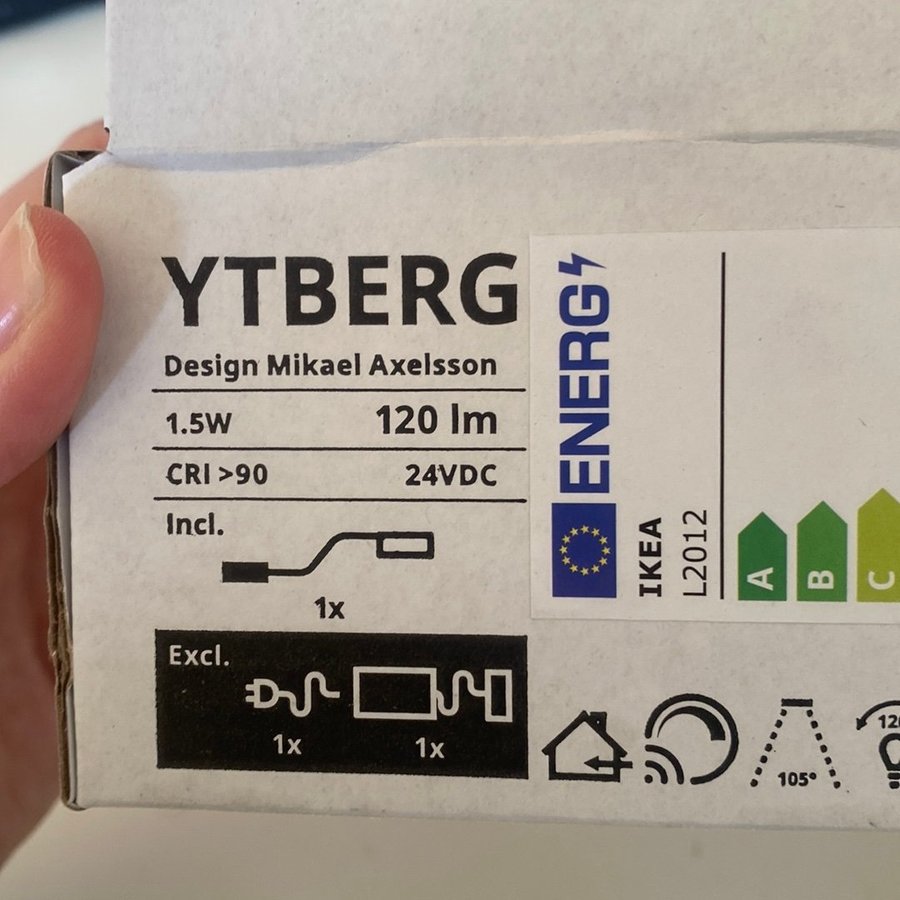 YTBERG
Design Mikael Axelsson
1.5W 120 lm
CRI >90 24VDC
Incl.
1x
Excl.
1x 1x
ENERG
IKEA
L2012
A
B
C
105°